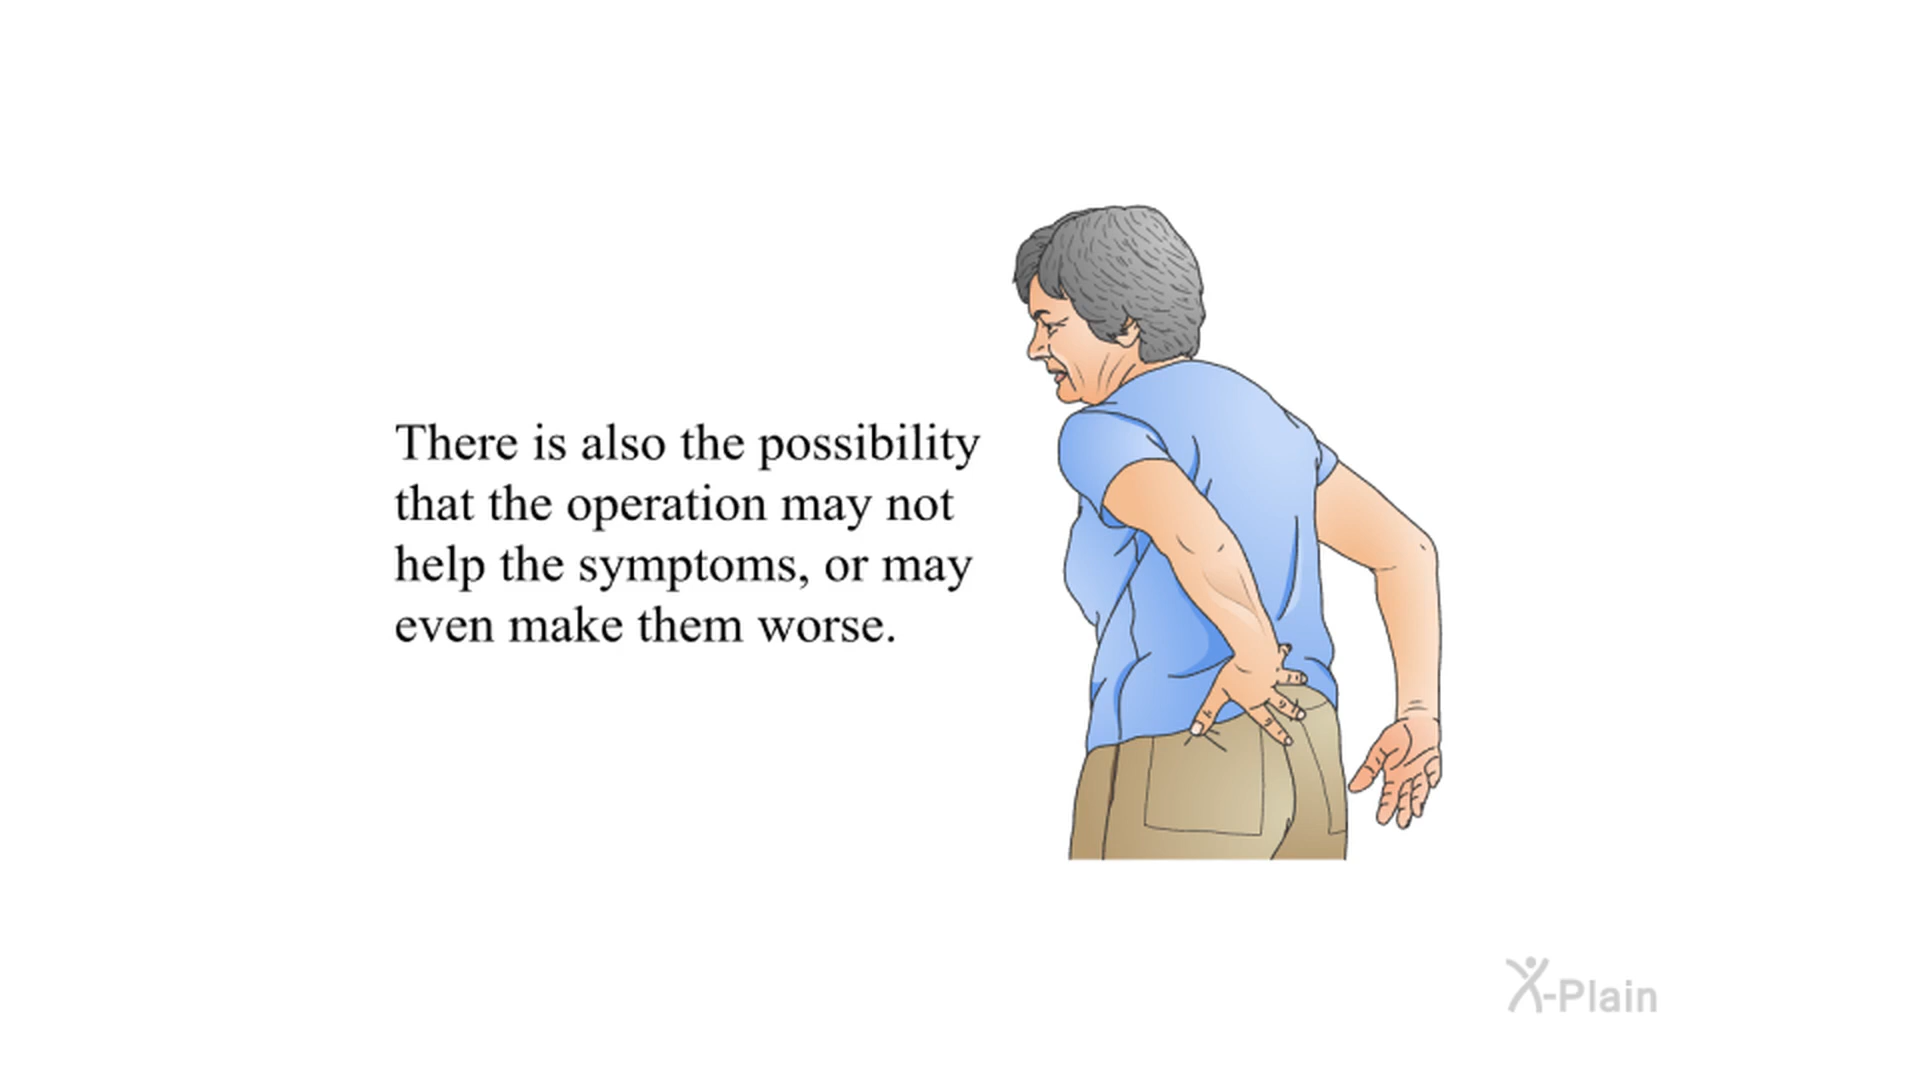 There is also the possibility
that the operation may not
help the symptoms, or may
even make them worse.
X-Plain